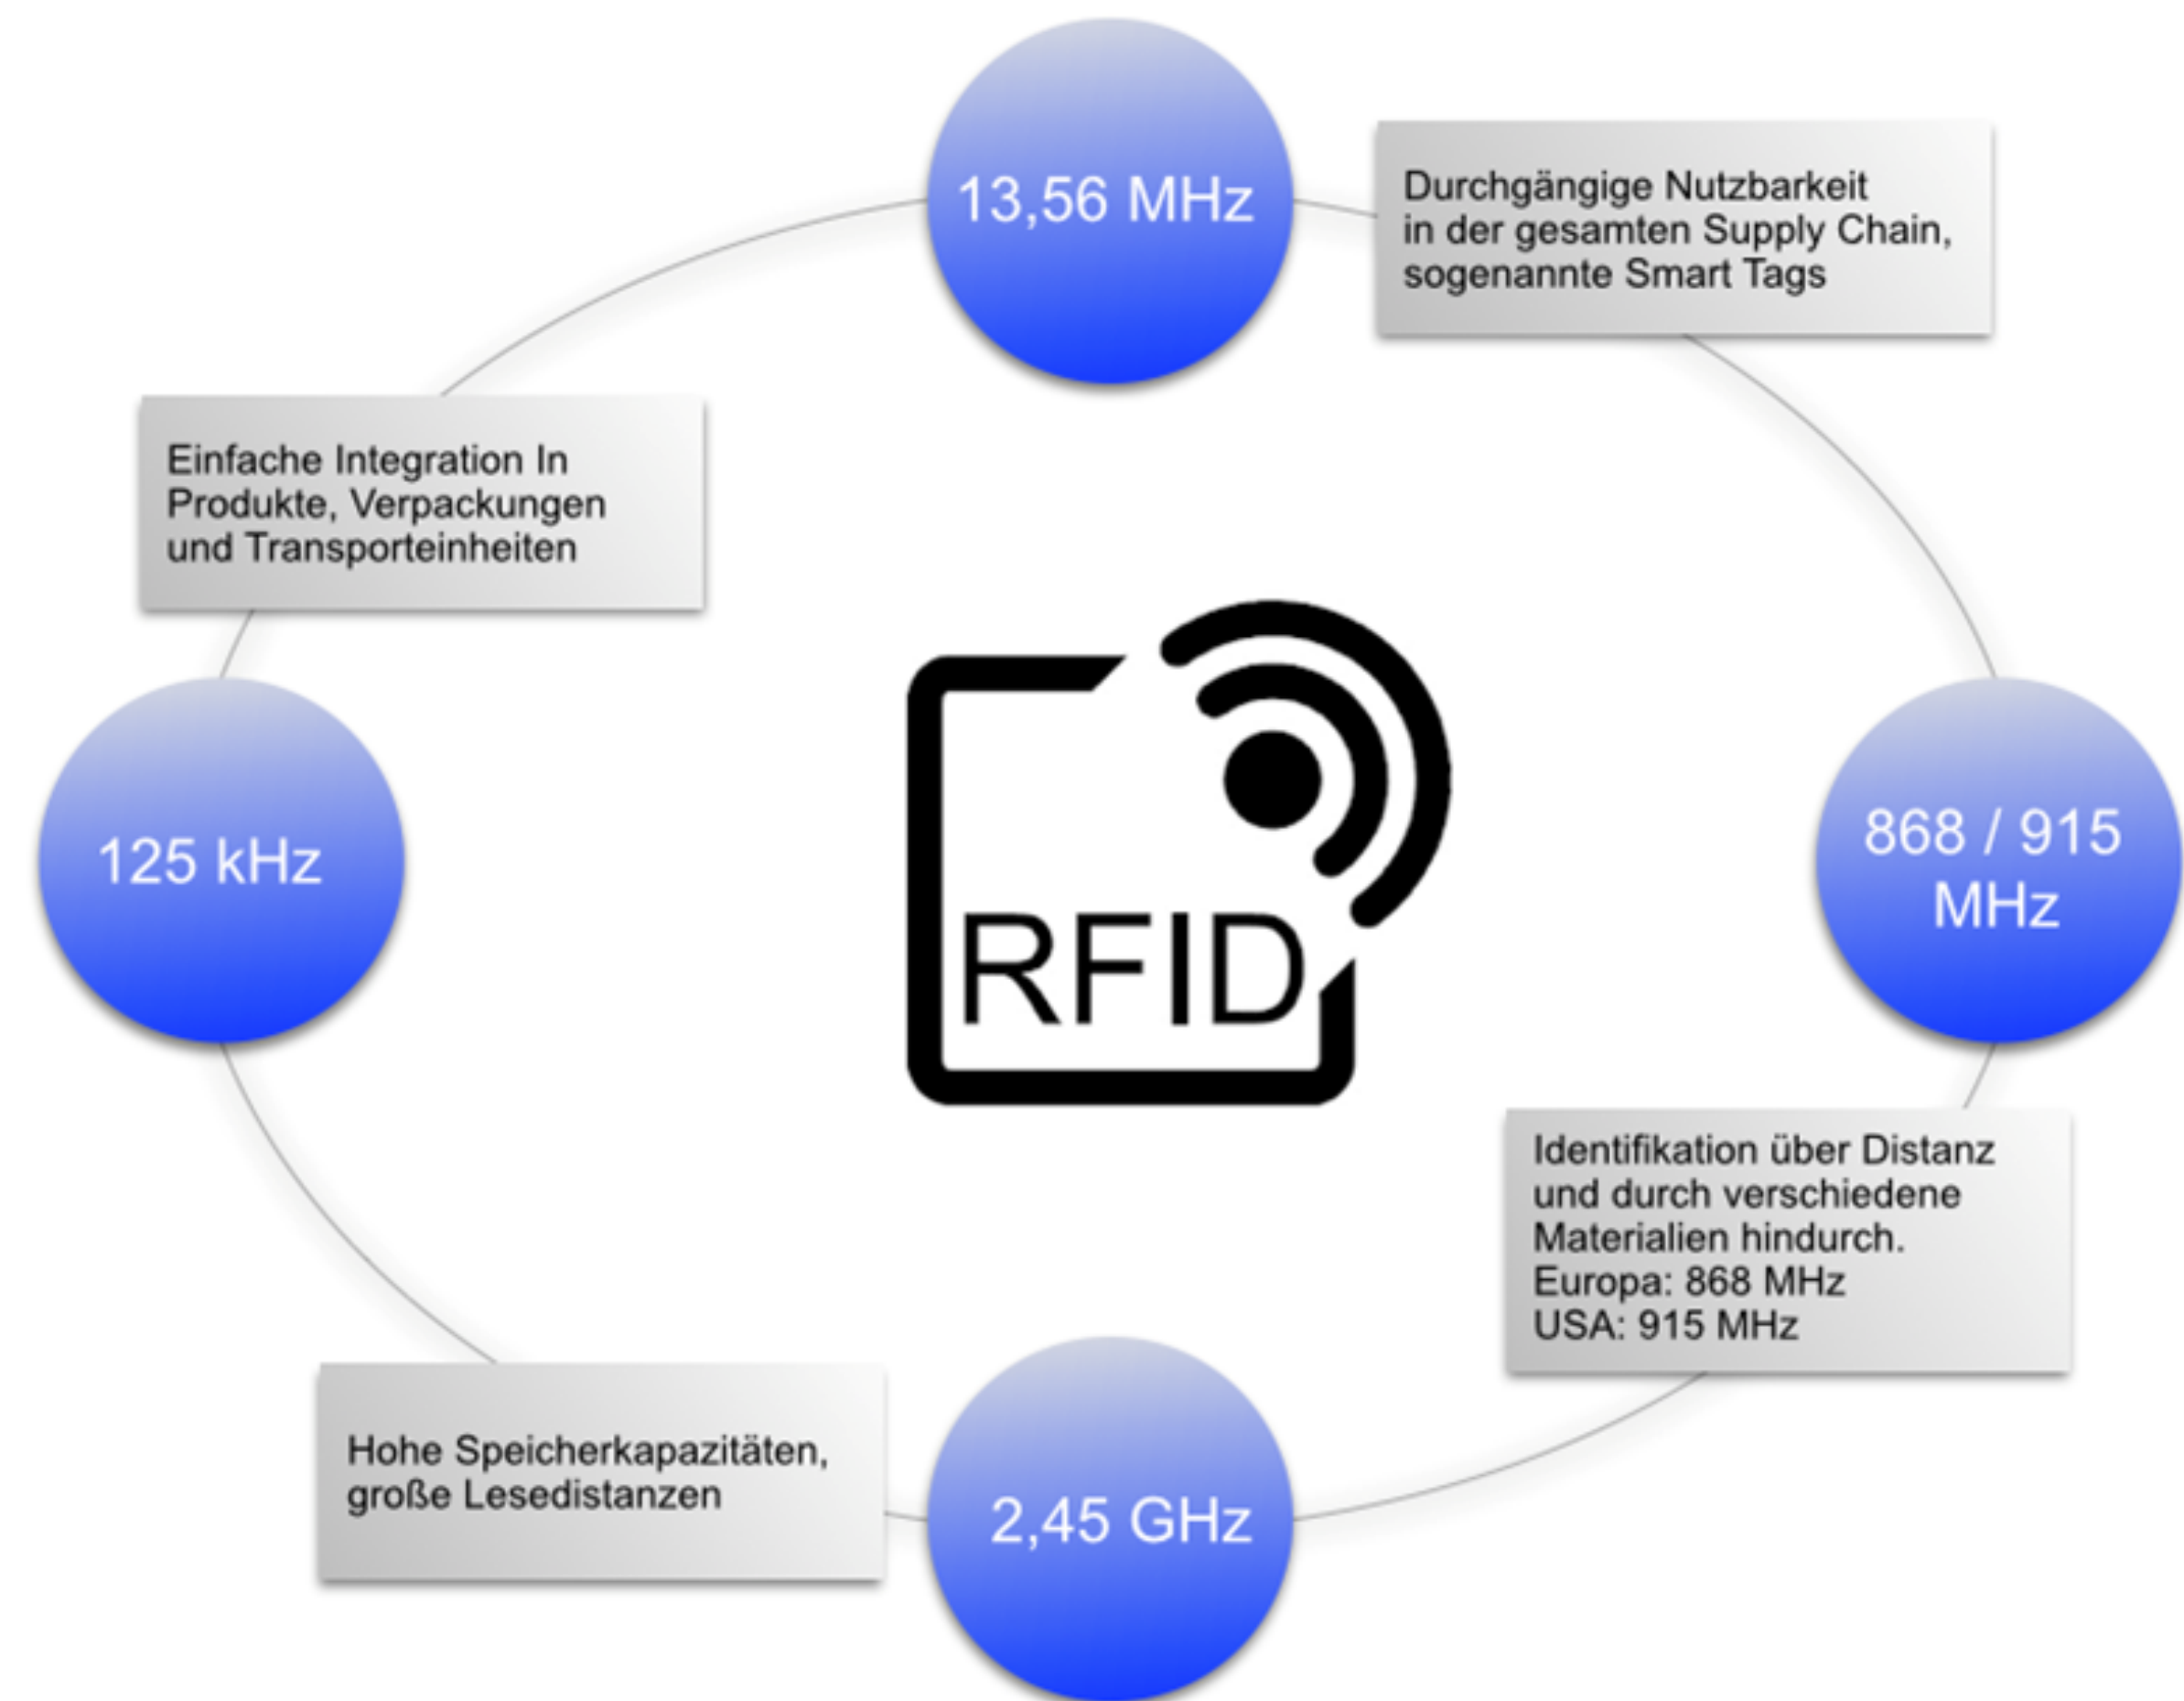 13,56 MHz
Durchgängige Nutzbarkeit
in der gesamten Supply Chain,
sogenannte Smart Tags
Einfache Integration In
Produkte, Verpackungen
und Transporteinheiten
125 kHz
868 / 915
MHz
RFID
Identifikation über Distanz
und durch verschiedene
Materialien hindurch.
Europa: 868 MHz
USA: 915 MHz
Hohe Speicherkapazitäten,
große Lesedistanzen
2,45 GHz